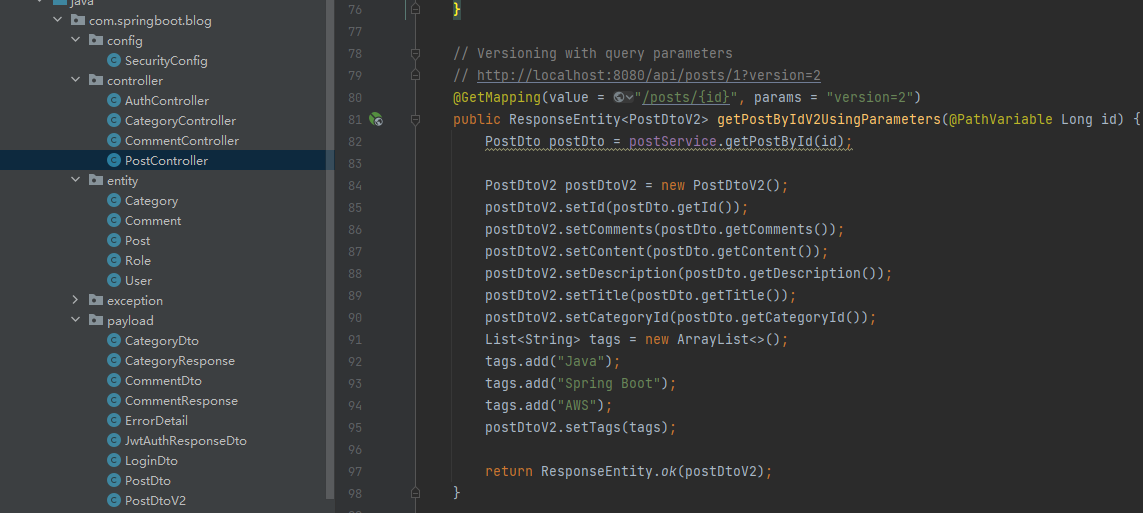 java
com.springboot.blog
config
SecurityConfig
controller
AuthController
CategoryController
CommentController
PostController
entity
Category
Comment
Post
Role
User
exception
payload
CategoryDto
CategoryResponse
CommentDto
CommentResponse
ErrorDetail
JwtAuthResponseDto
LoginDto
PostDto
PostDtoV2
76 }
77
78 // Versioning with query parameters
79 // http://localhost:8080/api/posts/1?version=2
80 @GetMapping(value = "/posts/{id}", params = "version=2")
81 public ResponseEntity<PostDtoV2> getPostByIdV2UsingParameters(@PathVariable Long id) {
82 PostDto postDto = postService.getPostById(id);
83
84 PostDtoV2 postDtoV2 = new PostDtoV2();
85 postDtoV2.setId(postDto.getId());
86 postDtoV2.setComments(postDto.getComments());
87 postDtoV2.setContent(postDto.getContent());
88 postDtoV2.setDescription(postDto.getDescription());
89 postDtoV2.setTitle(postDto.getTitle());
90 postDtoV2.setCategoryId(postDto.getCategoryId());
91 List<String> tags = new ArrayList<>();
92 tags.add("Java");
93 tags.add("Spring Boot");
94 tags.add("AWS");
95 postDtoV2.setTags(tags);
96
97 return ResponseEntity.ok(postDtoV2);
98 }